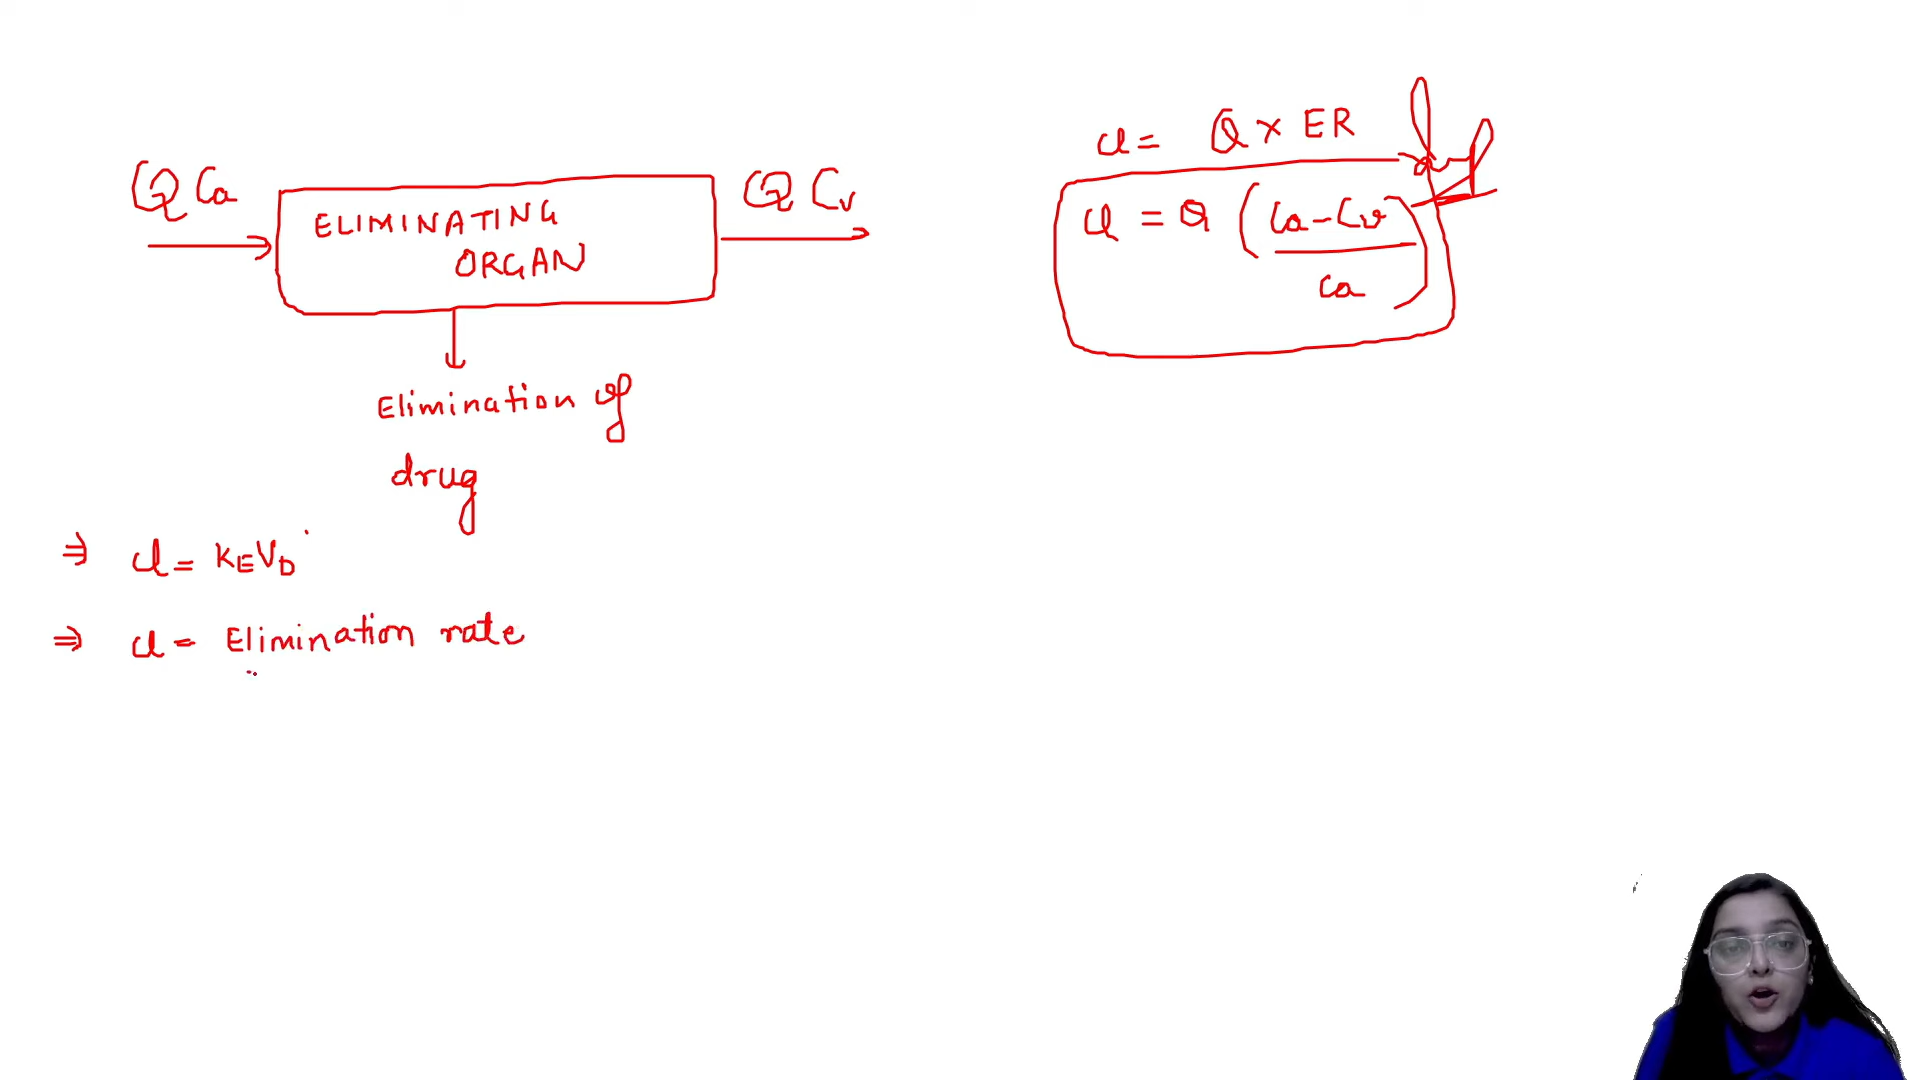 Q Ca
ELIMINATING
ORGAN
Q Cv
Elimination of
drug
⇒ Cl = KEVD
⇒ Cl = Elimination rate
Cl = Q × ER
Cl = Q (Ca - Cv / Ca)